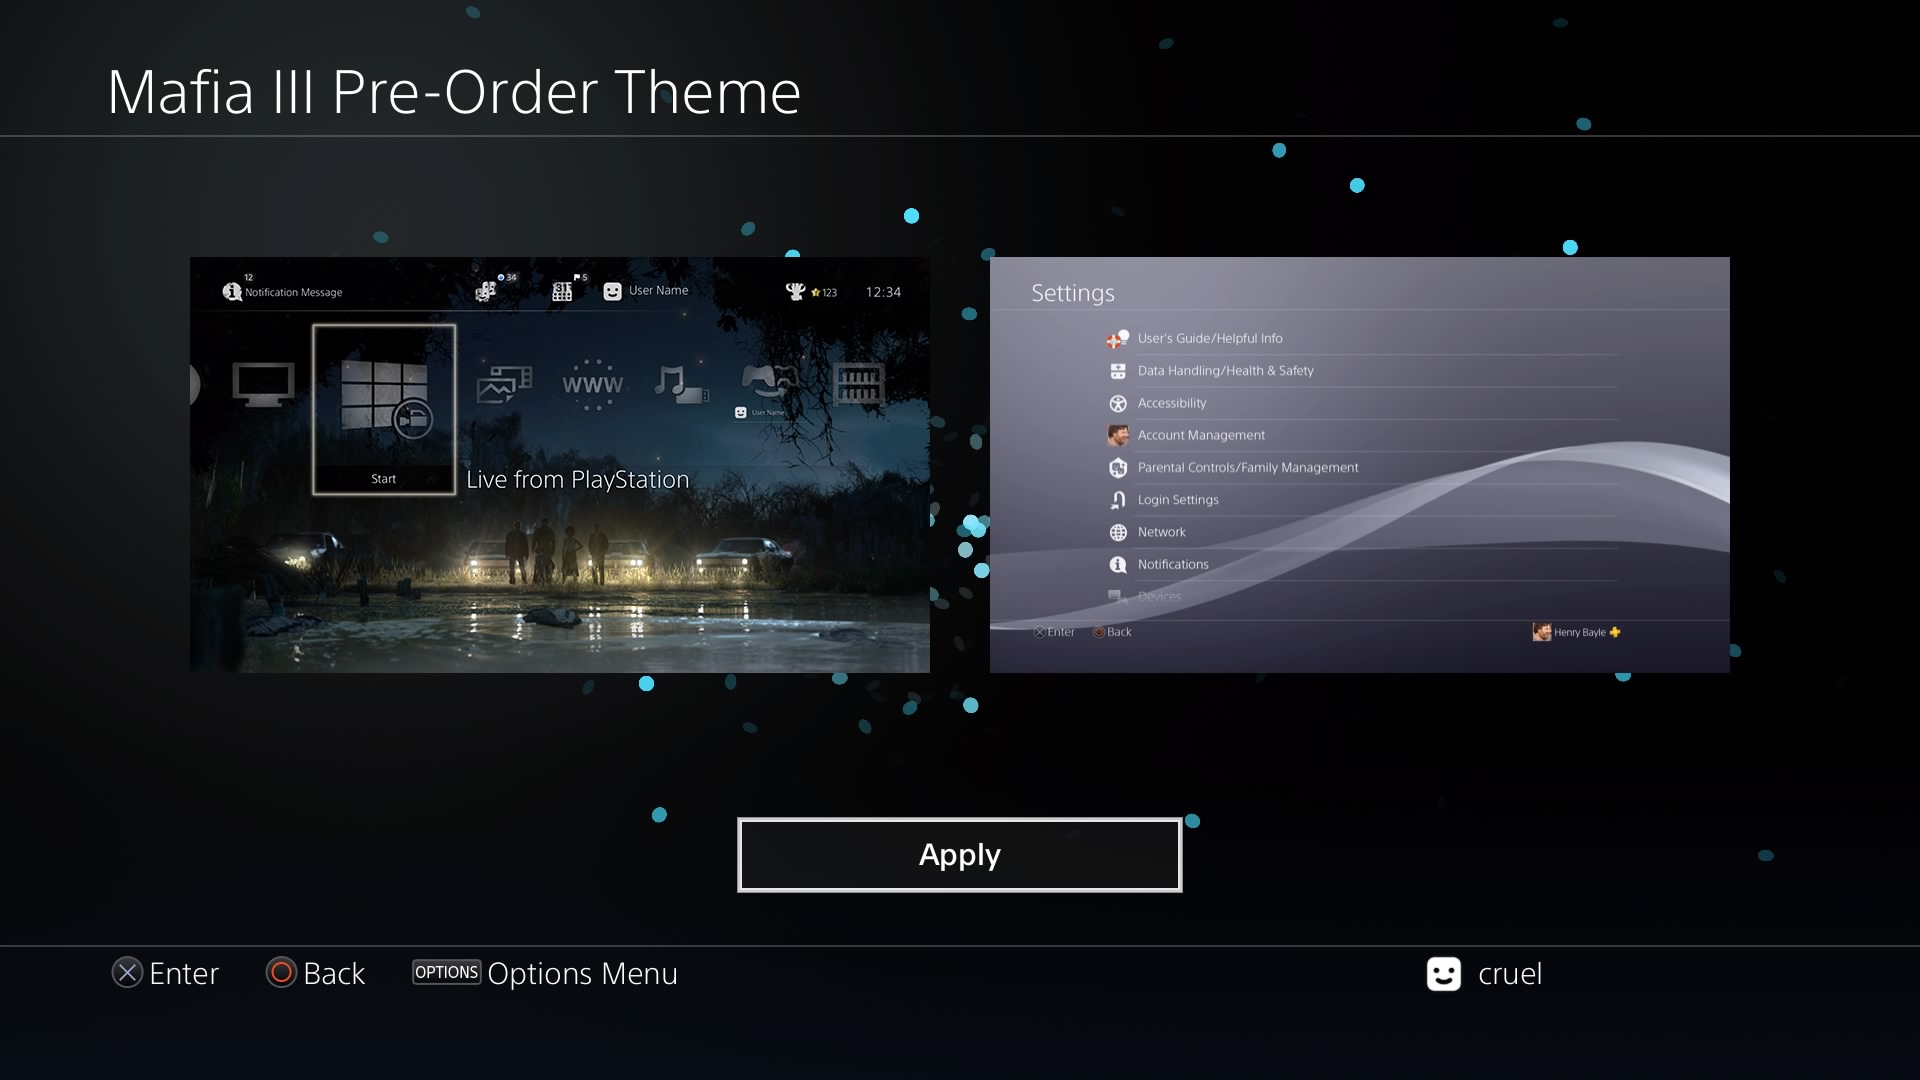 Mafia III Pre-Order Theme
12
Notification Message
34
31
5
User Name
123
12:34
www
User Name
Start
Live from PlayStation
Settings
User's Guide/Helpful Info
Data Handling/Health & Safety
Accessibility
Account Management
Parental Controls/Family Management
Login Settings
Network
Notifications
Devices
Enter
Back
Henry Bayle
Apply
Enter
Back
OPTIONS Options Menu
cruel